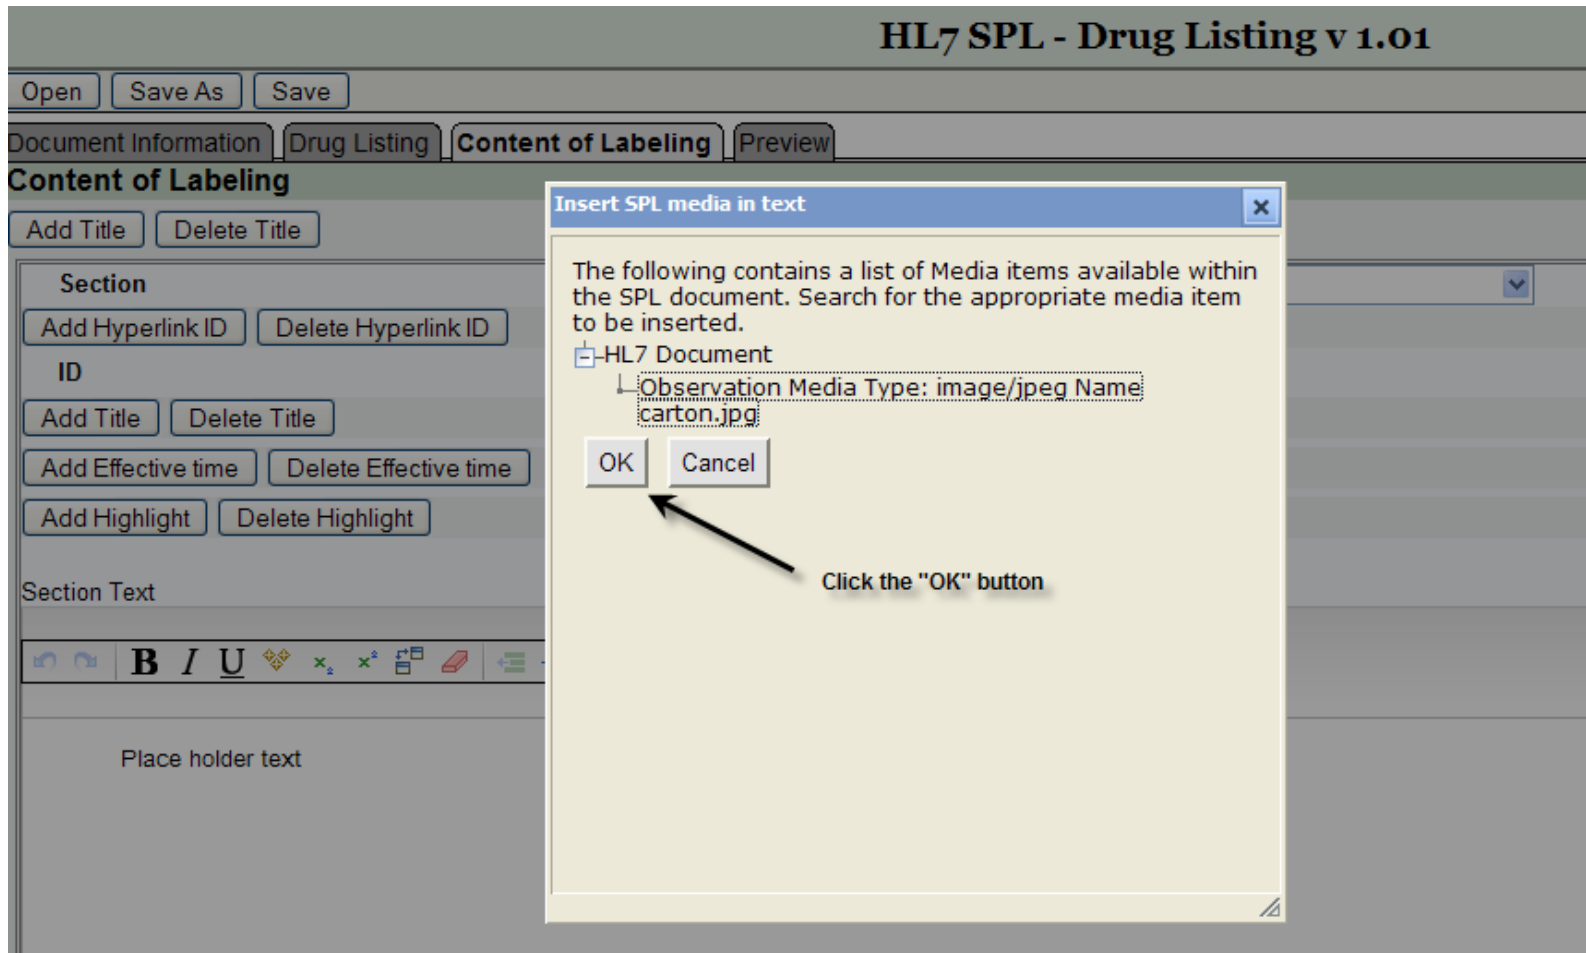 HL7 SPL - Drug Listing v 1.01
Open Save As Save
Document Information Drug Listing Content of Labeling Preview
Content of Labeling
Add Title Delete Title
Section
Add Hyperlink ID Delete Hyperlink ID
ID
Add Title Delete Title
Add Effective time Delete Effective time
Add Highlight Delete Highlight
Section Text
B I U x₂ x²
Place holder text
Insert SPL media in text
The following contains a list of Media items available within
the SPL document. Search for the appropriate media item
to be inserted.
HL7 Document
Observation Media Type: image/jpeg Name
carton.jpg
OK Cancel
Click the "OK" button